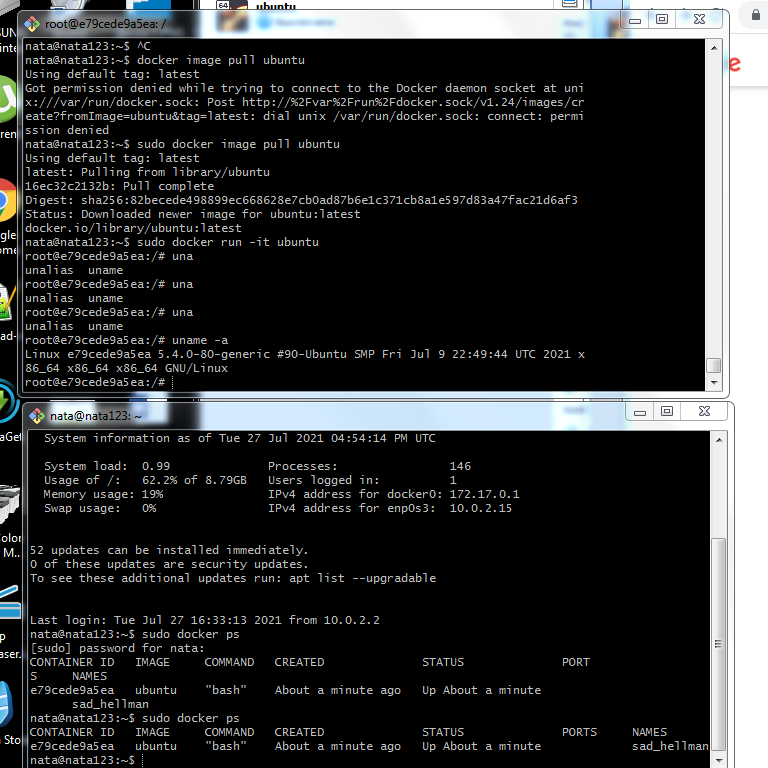 64
ubuntu
root@e79cede9a5ea: /
nata@nata123:~$ ^C
nata@nata123:~$ docker image pull ubuntu
Using default tag: latest
Got permission denied while trying to connect to the Docker daemon socket at uni
x:///var/run/docker.sock: Post http://%2Fvar%2Frun%2Fdocker.sock/v1.24/images/cr
eate?fromImage=ubuntu&tag=latest: dial unix /var/run/docker.sock: connect: permi
ssion denied
nata@nata123:~$ sudo docker image pull ubuntu
Using default tag: latest
latest: Pulling from library/ubuntu
16ec32c2132b: Pull complete
Digest: sha256:82becede498899ec668628e7cb0ad87b6e1c371cb8a1e597d83a47fac21d6af3
Status: Downloaded newer image for ubuntu:latest
docker.io/library/ubuntu:latest
nata@nata123:~$ sudo docker run -it ubuntu
root@e79cede9a5ea:/# una
unalias  uname
root@e79cede9a5ea:/# una
unalias  uname
root@e79cede9a5ea:/# una
unalias  uname
root@e79cede9a5ea:/# uname -a
Linux e79cede9a5ea 5.4.0-80-generic #90-Ubuntu SMP Fri Jul 9 22:49:44 UTC 2021 x
86_64 x86_64 x86_64 GNU/Linux
root@e79cede9a5ea:/#
nata@nata123: ~
System information as of Tue 27 Jul 2021 04:54:14 PM UTC
System load:  0.99               Processes:                146
Usage of /:   62.2% of 8.79GB   Users logged in:          1
Memory usage: 19%               IPv4 address for docker0: 172.17.0.1
Swap usage:   0%                IPv4 address for enp0s3:  10.0.2.15
52 updates can be installed immediately.
0 of these updates are security updates.
To see these additional updates run: apt list --upgradable
Last login: Tue Jul 27 16:33:13 2021 from 10.0.2.2
nata@nata123:~$ sudo docker ps
[sudo] password for nata:
CONTAINER ID   IMAGE     COMMAND   CREATED              STATUS              PORT
S     NAMES
e79cede9a5ea   ubuntu    "bash"    About a minute ago   Up About a minute
sad_hellman
nata@nata123:~$ sudo docker ps
CONTAINER ID   IMAGE     COMMAND   CREATED              STATUS              PORTS     NAMES
e79cede9a5ea   ubuntu    "bash"    About a minute ago   Up About a minute             sad_hellman
nata@nata123:~$